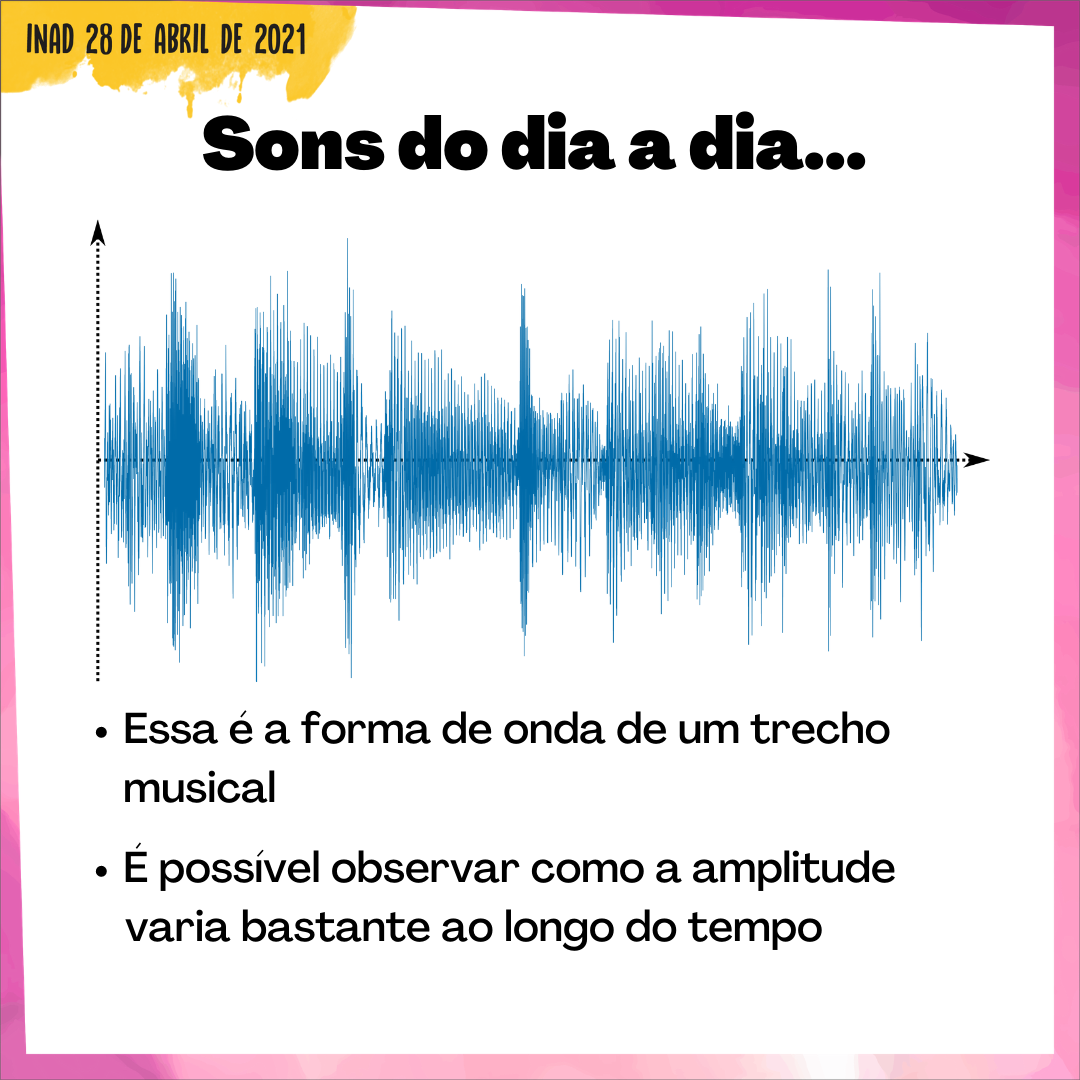 INAD 28 DE ABRIL DE 2021
Sons do dia a dia...
• Essa é a forma de onda de um trecho
musical
• É possível observar como a amplitude
varia bastante ao longo do tempo